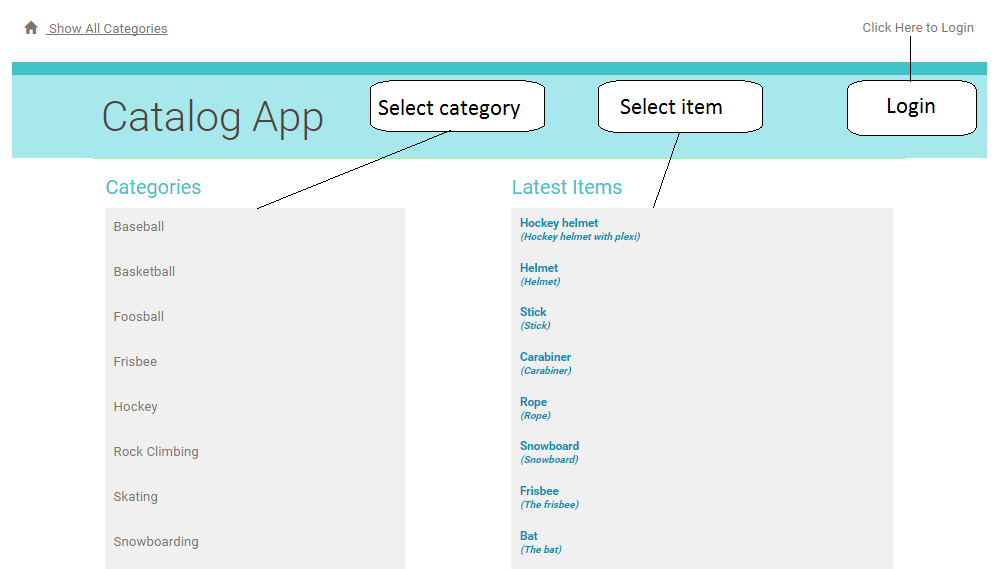 Show All Categories
Click Here to Login
Catalog App
Select category
Select item
Login
Categories
Baseball
Basketball
Foosball
Frisbee
Hockey
Rock Climbing
Skating
Snowboarding
Latest Items
Hockey helmet
(Hockey helmet with plexi)
Helmet
(Helmet)
Stick
(Stick)
Carabiner
(Carabiner)
Rope
(Rope)
Snowboard
(Snowboard)
Frisbee
(The frisbee)
Bat
(The bat)